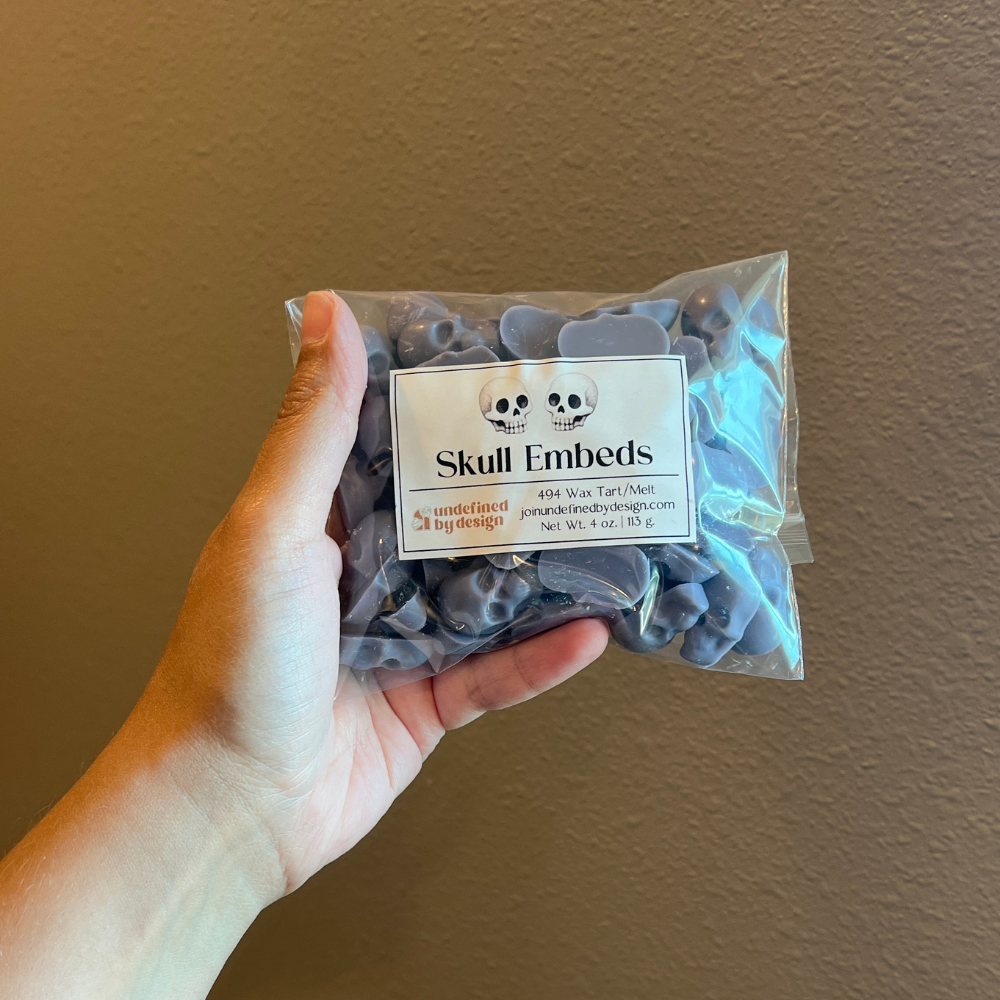 Skull Embeds
undefined
by design
494 Wax Tart/Melt
joinundefinedbydesign.com
Net Wt. 4 oz. | 113 g.